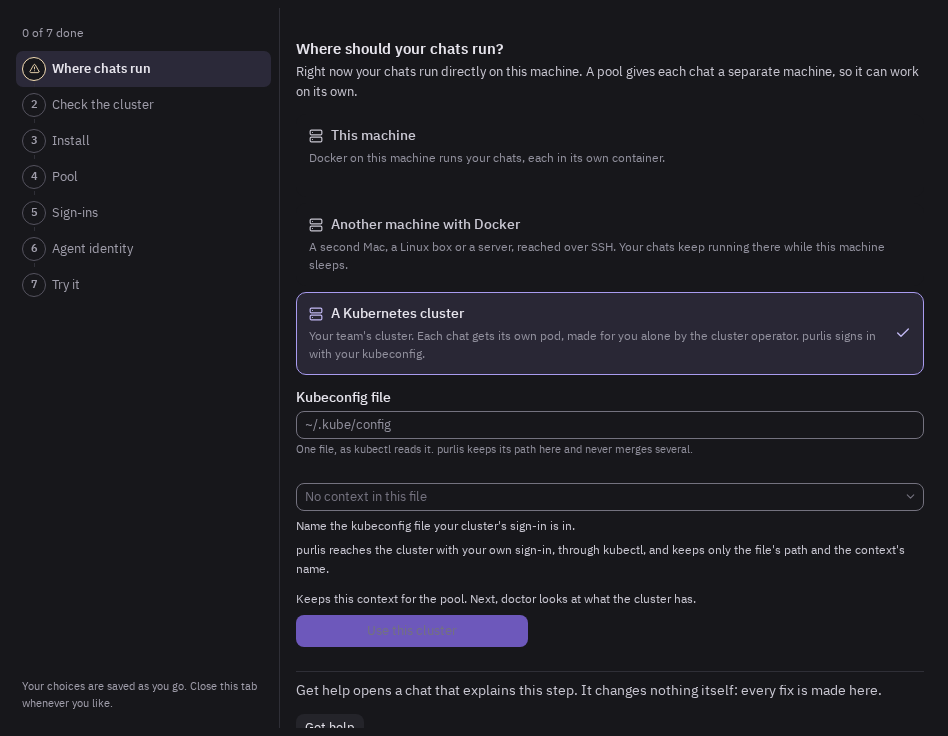 0 of 7 done
Where chats run
2 Check the cluster
3 Install
4 Pool
5 Sign-ins
6 Agent identity
7 Try it
Your choices are saved as you go. Close this tab
whenever you like.
Where should your chats run?
Right now your chats run directly on this machine. A pool gives each chat a separate machine, so it can work
on its own.
This machine
Docker on this machine runs your chats, each in its own container.
Another machine with Docker
A second Mac, a Linux box or a server, reached over SSH. Your chats keep running there while this machine
sleeps.
A Kubernetes cluster
Your team's cluster. Each chat gets its own pod, made for you alone by the cluster operator. purlis signs in
with your kubeconfig.
Kubeconfig file
~/.kube/config
One file, as kubectl reads it. purlis keeps its path here and never merges several.
No context in this file
Name the kubeconfig file your cluster's sign-in is in.
purlis reaches the cluster with your own sign-in, through kubectl, and keeps only the file's path and the context's
name.
Keeps this context for the pool. Next, doctor looks at what the cluster has.
Use this cluster
Get help opens a chat that explains this step. It changes nothing itself: every fix is made here.
Get help